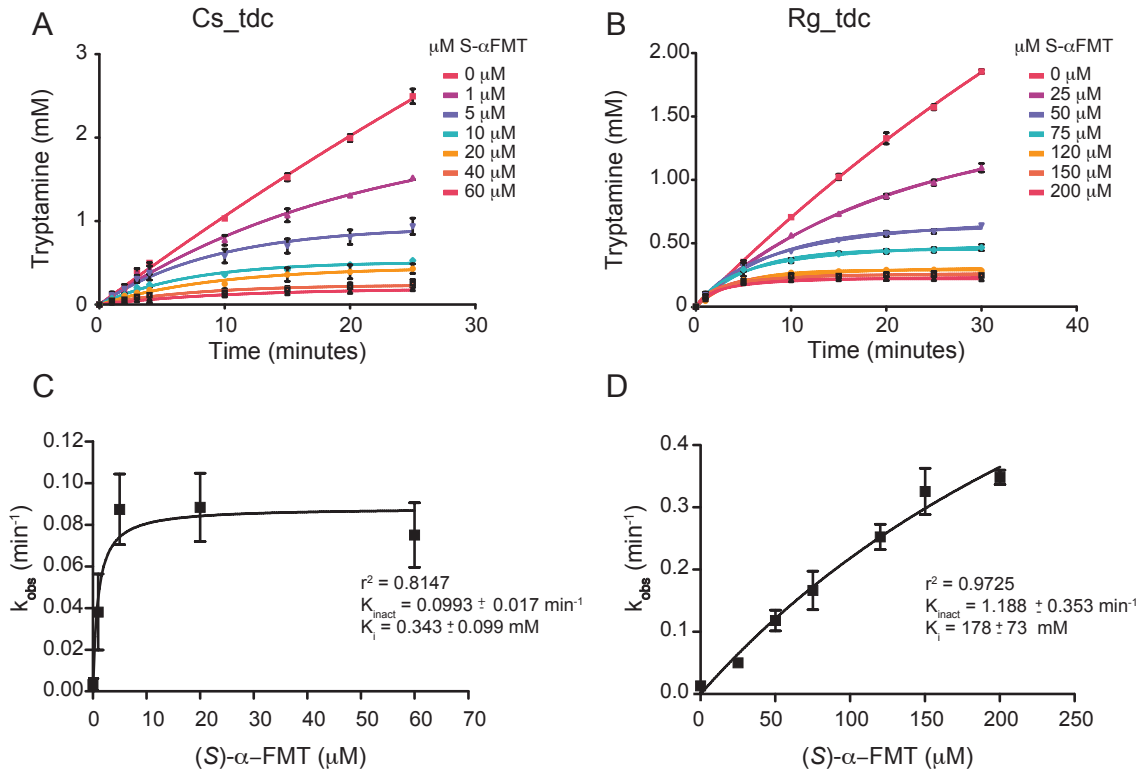 A
Cs_tdc
Tryptamine (mM)
3
2
1
0
0
10
20
30
Time (minutes)
μM S-αFMT
0 μM
1 μM
5 μM
10 μM
20 μM
40 μM
60 μM
B
Rg_tdc
Tryptamine (mM)
2.00
1.50
1.00
0.50
0
0
10
20
30
40
Time (minutes)
μM S-αFMT
0 μM
25 μM
50 μM
75 μM
120 μM
150 μM
200 μM
C
k_obs (min⁻¹)
0.12
0.10
0.08
0.06
0.04
0.02
0.00
0
10
20
30
40
50
60
70
(S)-α–FMT (μM)
r² = 0.8147
K_inact = 0.0993 ± 0.017 min⁻¹
K_i = 0.343 ± 0.099 mM
D
k_obs (min⁻¹)
0.4
0.3
0.2
0.1
0.0
0
50
100
150
200
250
(S)-α–FMT (μM)
r² = 0.9725
K_inact = 1.188 ± 0.353 min⁻¹
K_i = 178 ± 73 mM